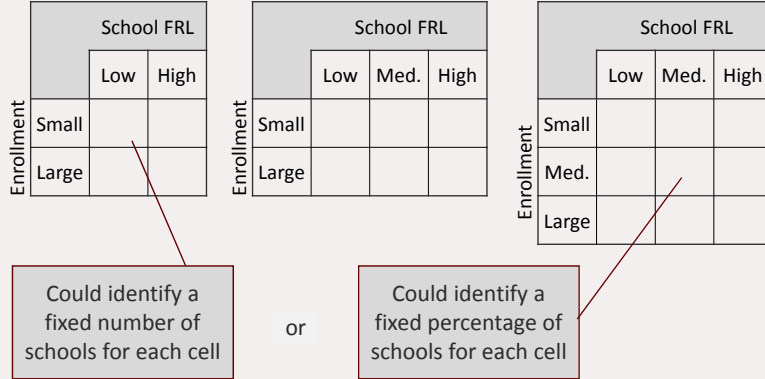 School FRL
Low High
Enrollment
Small
Large
School FRL
Low Med. High
Enrollment
Small
Large
School FRL
Low Med. High
Enrollment
Small
Med.
Large
Could identify a
fixed number of
schools for each cell
or
Could identify a
fixed percentage of
schools for each cell